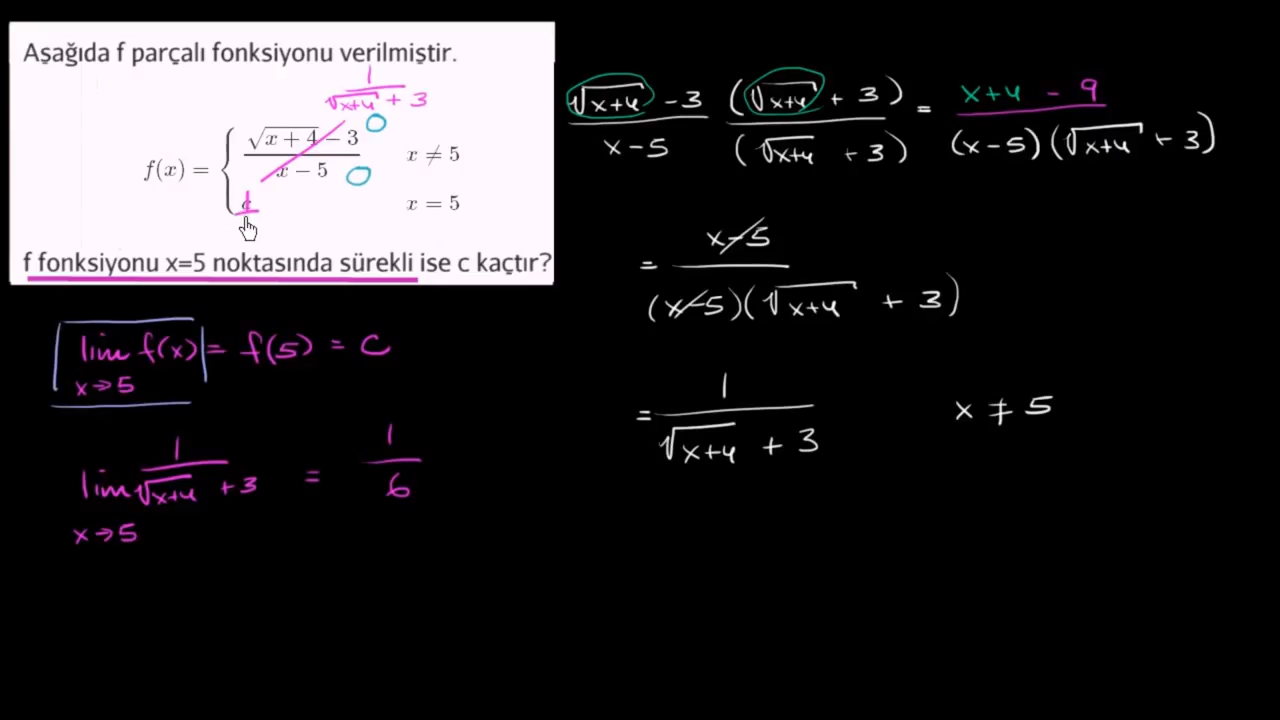 Aşağıda f parçalı fonksiyonu verilmiştir.
1
√x+4 + 3
0
√x + 4 − 3
f(x) =
x ≠ 5
x − 5
0
x = 5
f fonksiyonu x=5 noktasında sürekli ise c kaçtır?
lim f(x) = f(5) = c
x→5
1
1
lim √x+4 + 3 =
6
x→5
√x+4 − 3 (√x+4 + 3) = x+4 − 9
x−5 (√x+4 + 3) (x−5)(√x+4 + 3)
= x−5
(x−5)(√x+4 + 3)
1
= √x+4 + 3 x ≠ 5